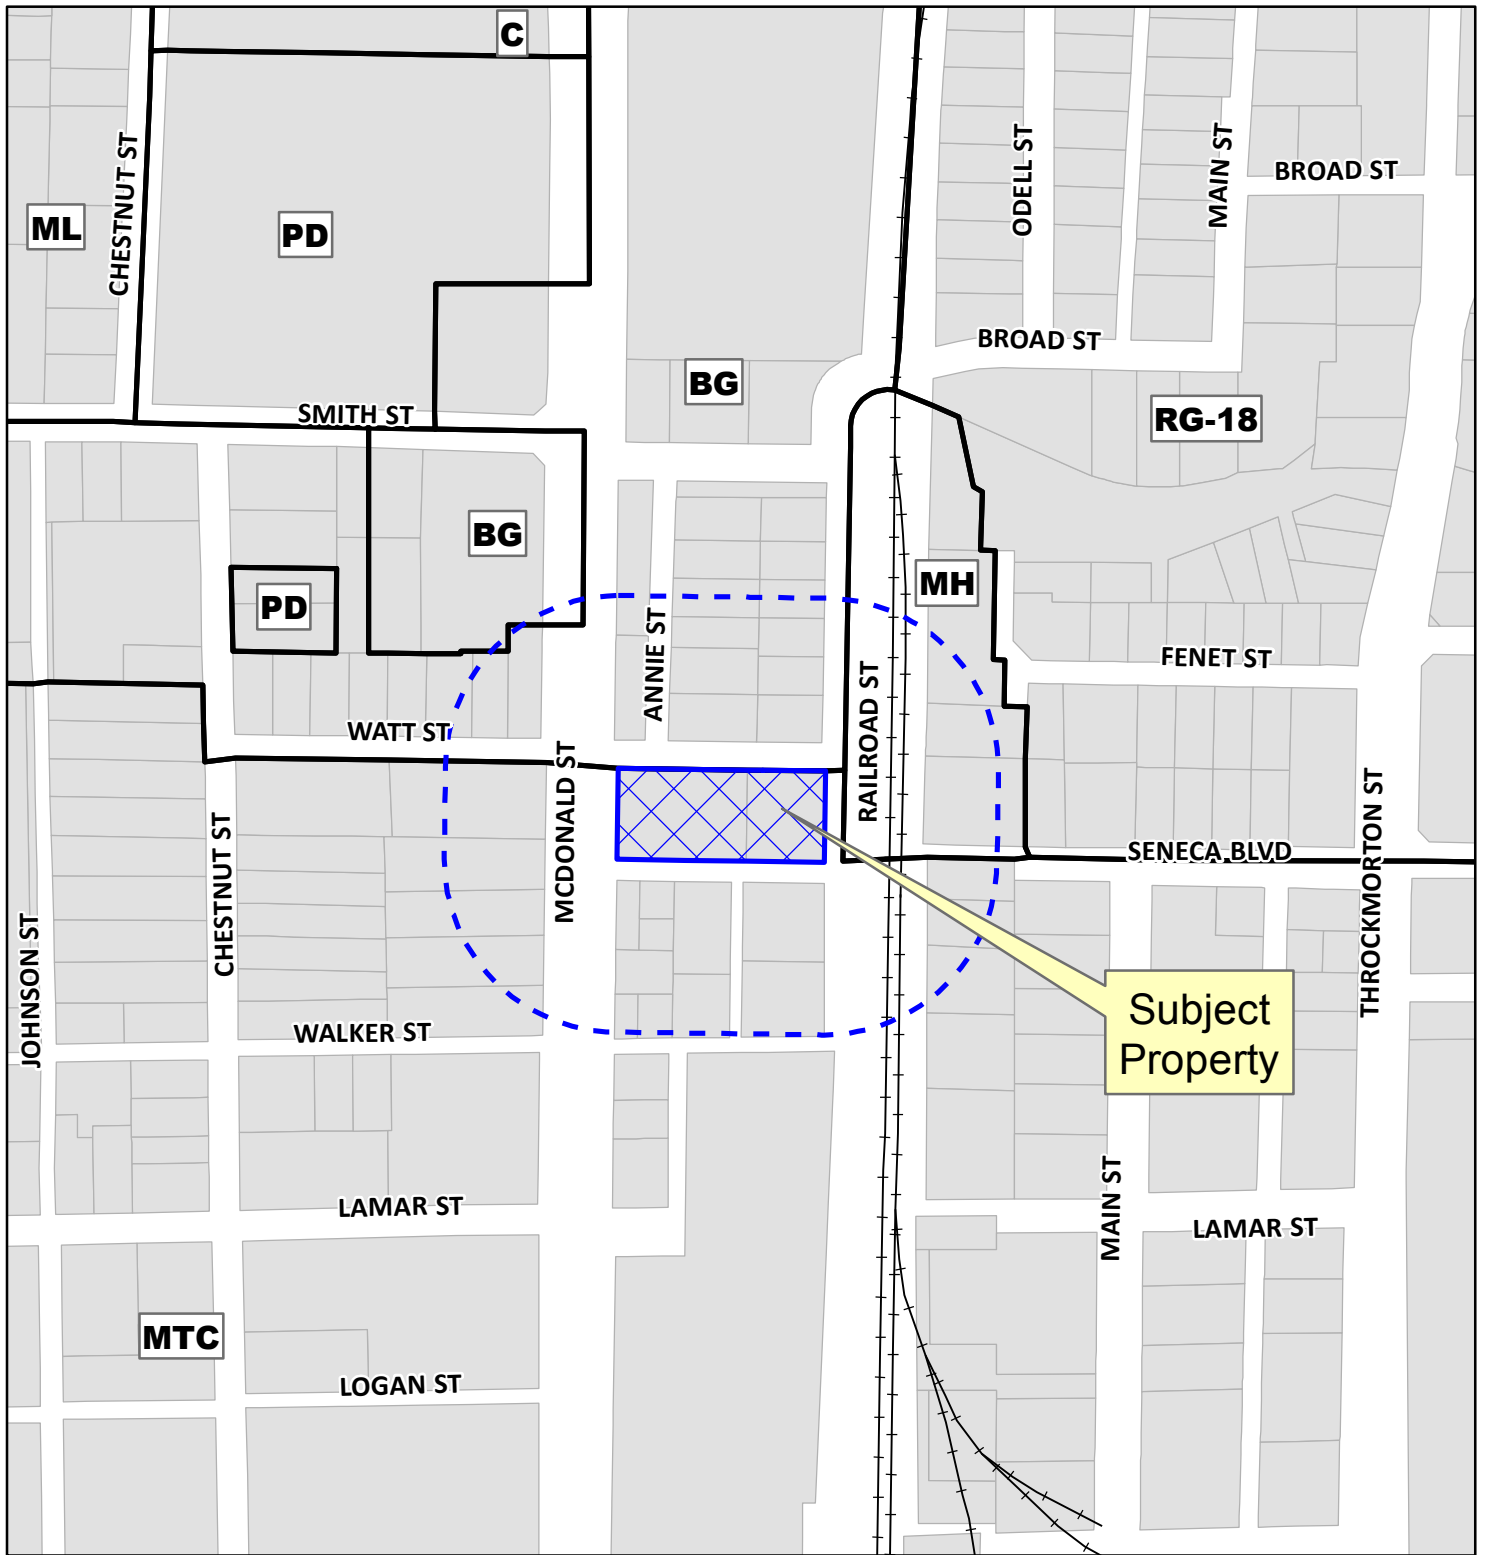 C
CHESTNUT ST
ODELL ST
MAIN ST
BROAD ST
ML
PD
BROAD ST
BG
SMITH ST
RG-18
BG
MH
PD
ANNIE ST
FENET ST
RAILROAD ST
WATT ST
MCDONALD ST
CHESTNUT ST
THROCKMORTON ST
SENECA BLVD
JOHNSON ST
Subject
Property
WALKER ST
MAIN ST
LAMAR ST
LAMAR ST
MTC
LOGAN ST